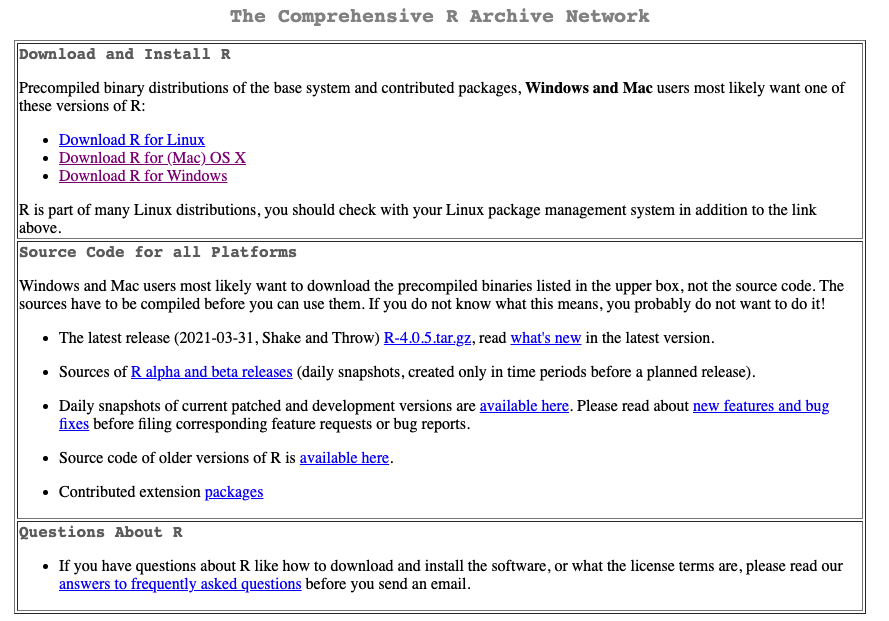 The Comprehensive R Archive Network
Download and Install R
Precompiled binary distributions of the base system and contributed packages, Windows and Mac users most likely want one of
these versions of R:
• Download R for Linux
• Download R for (Mac) OS X
• Download R for Windows
R is part of many Linux distributions, you should check with your Linux package management system in addition to the link
above.
Source Code for all Platforms
Windows and Mac users most likely want to download the precompiled binaries listed in the upper box, not the source code. The
sources have to be compiled before you can use them. If you do not know what this means, you probably do not want to do it!
• The latest release (2021-03-31, Shake and Throw) R-4.0.5.tar.gz, read what's new in the latest version.
• Sources of R alpha and beta releases (daily snapshots, created only in time periods before a planned release).
• Daily snapshots of current patched and development versions are available here. Please read about new features and bug
fixes before filing corresponding feature requests or bug reports.
• Source code of older versions of R is available here.
• Contributed extension packages
Questions About R
• If you have questions about R like how to download and install the software, or what the license terms are, please read our
answers to frequently asked questions before you send an email.